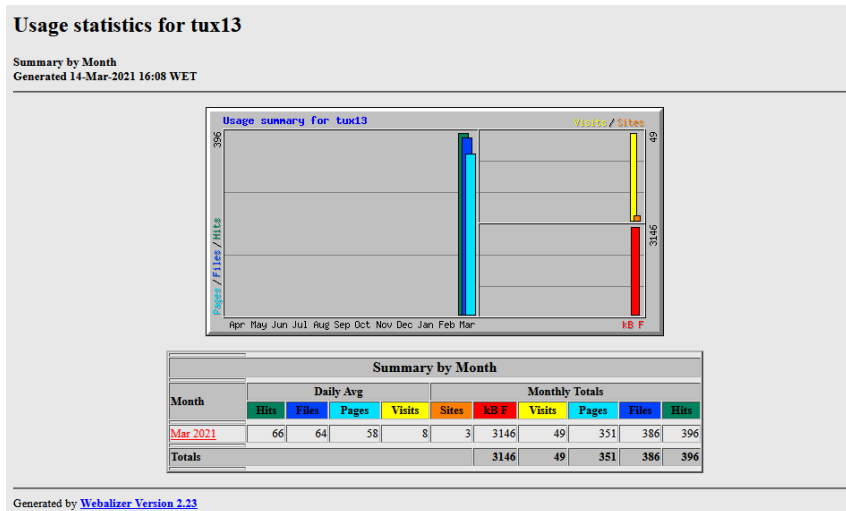 Usage statistics for tux13
Summary by Month
Generated 14-Mar-2021 16:08 WET
Usage summary for tux13
Visits/Sites
396
49
3146
Pages/Files/Hits
Apr May Jun Jul Aug Sep Oct Nov Dec Jan Feb Mar
kB F
Summary by Month
Month
Daily Avg
Monthly Totals
Hits Files Pages Visits Sites kB F Visits Pages Files Hits
Mar 2021 66 64 58 8 3 3146 49 351 386 396
Totals 3146 49 351 386 396
Generated by Webalizer Version 2.23